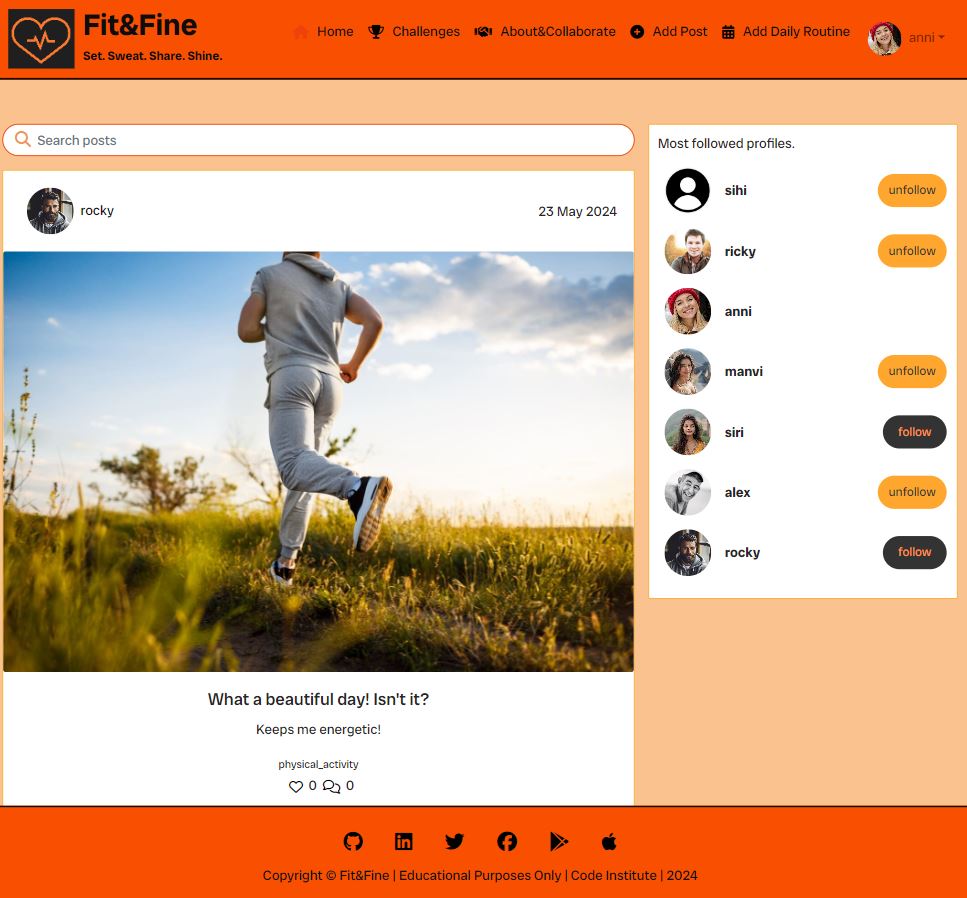 Fit&Fine
Set. Sweat. Share. Shine.
Home Challenges About&Collaborate Add Post Add Daily Routine anni
Search posts
rocky 23 May 2024
What a beautiful day! Isn't it?
Keeps me energetic!
physical_activity
0 0
Most followed profiles.
sihi unfollow
ricky unfollow
anni
manvi unfollow
siri follow
alex unfollow
rocky follow
Copyright © Fit&Fine | Educational Purposes Only | Code Institute | 2024